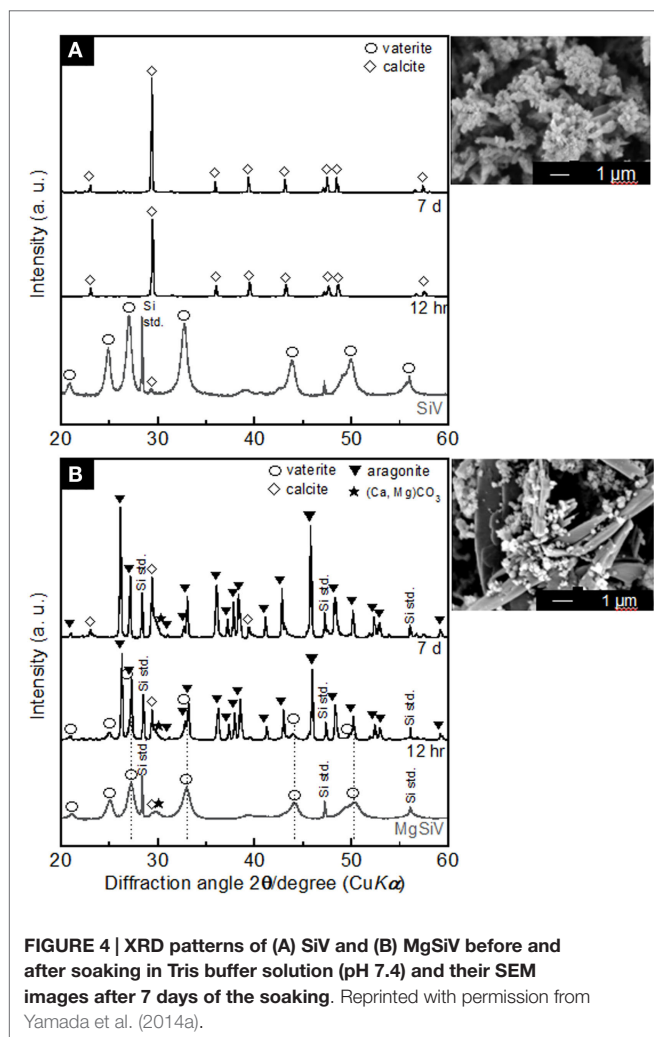 A
○ vaterite
◇ calcite
7 d
12 hr
Si
std.
SiV
Intensity (a. u.)
20 30 40 50 60
1 µm
B
○ vaterite ▼ aragonite
◇ calcite ★ (Ca, Mg)CO₃
Si std.
Si std.
Si std.
7 d
Si std.
Si std.
Si std.
12 hr
Si std
Si std.
Si std.
MgSiV
Intensity (a. u.)
20 30 40 50 60
Diffraction angle 2θ/degree (CuKα)
1 µm
FIGURE 4 | XRD patterns of (A) SiV and (B) MgSiV before and
after soaking in Tris buffer solution (pH 7.4) and their SEM
images after 7 days of the soaking. Reprinted with permission from
Yamada et al. (2014a).